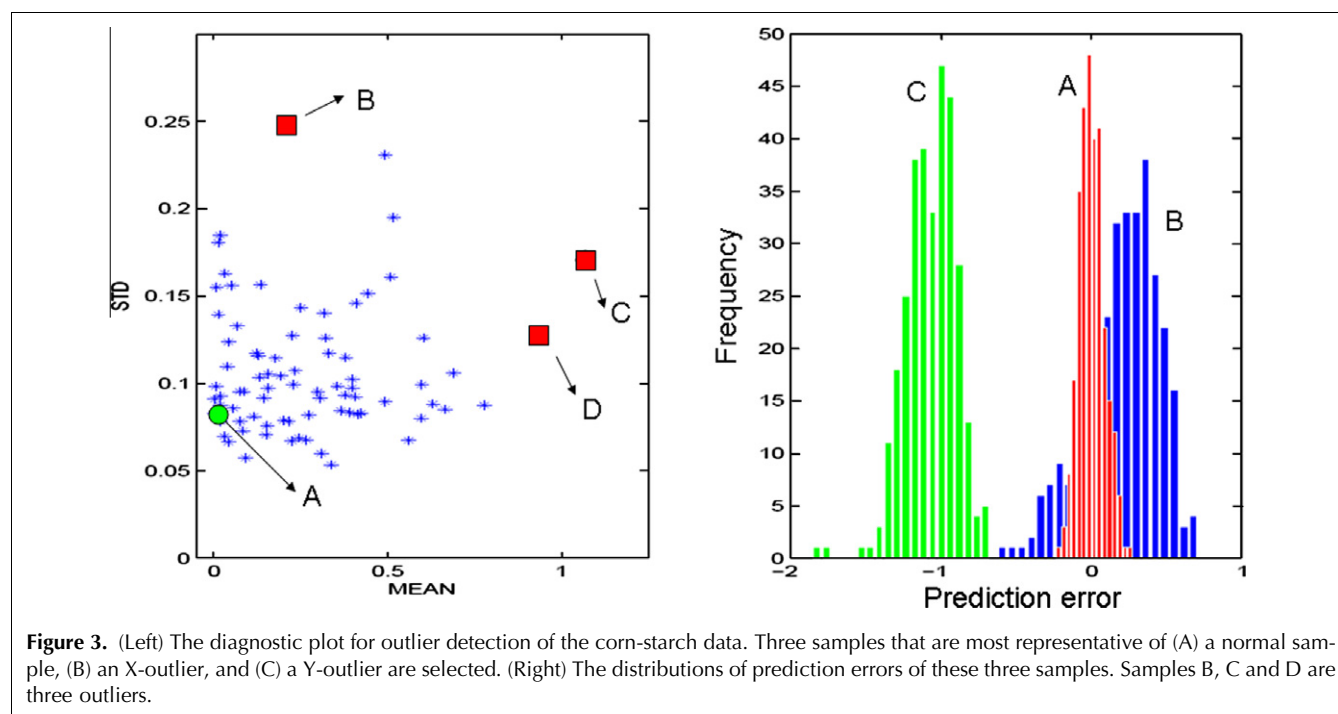 B
0.25
0.2
STD
0.15
C
0.1
D
0.05
A
0
0
0.5
1
MEAN
50
45
40
35
30
25
20
15
10
5
0
Frequency
C
A
B
−2
−1
0
1
Prediction error
Figure 3. (Left) The diagnostic plot for outlier detection of the corn-starch data. Three samples that are most representative of (A) a normal sam-
ple, (B) an X-outlier, and (C) a Y-outlier are selected. (Right) The distributions of prediction errors of these three samples. Samples B, C and D are
three outliers.